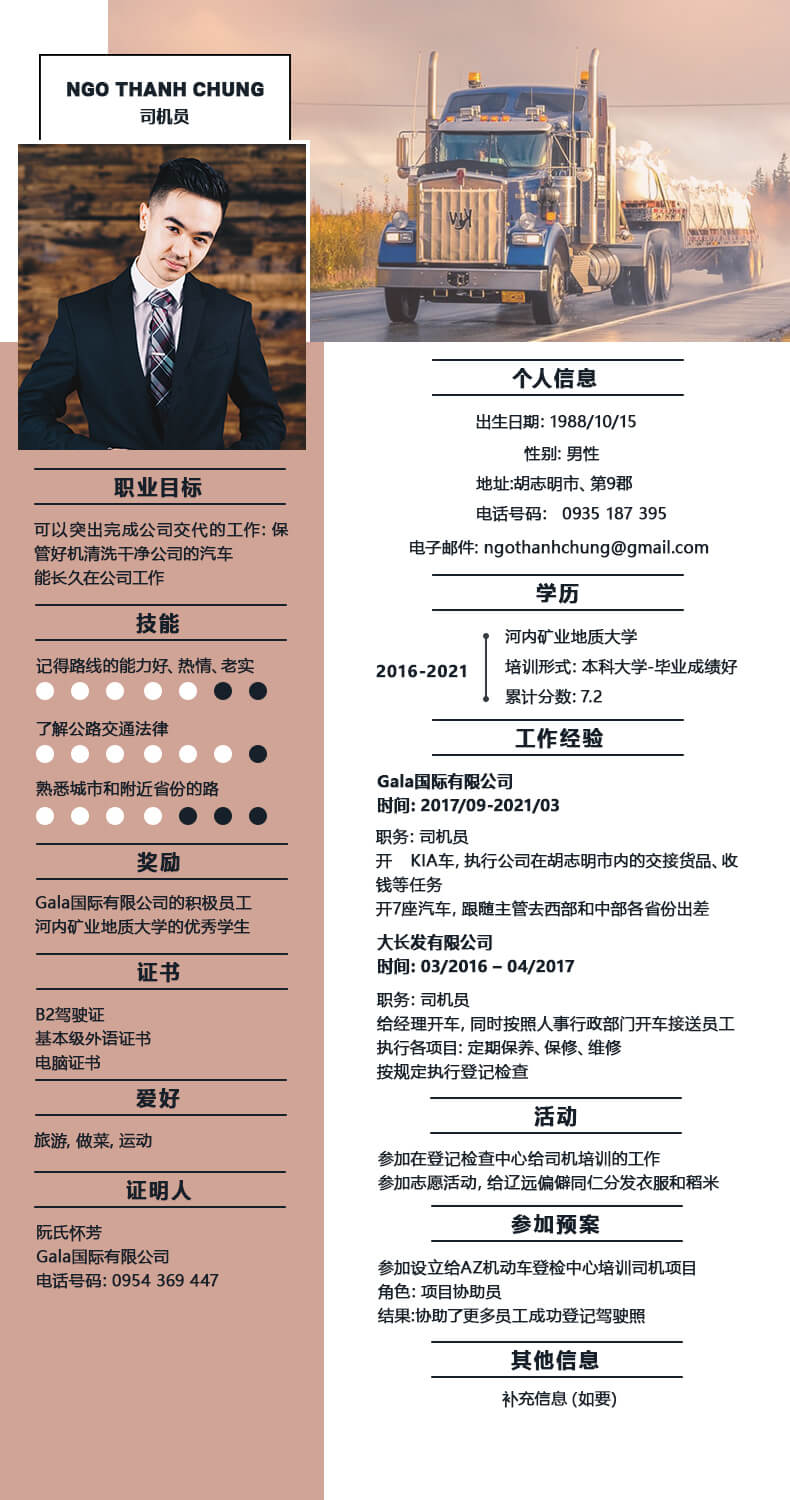 NGO THANH CHUNG
司机员
职业目标
可以突出完成公司交代的工作: 保
管好机清洗干净公司的汽车
能长久在公司工作
技能
记得路线的能力好、热情、老实
了解公路交通法律
熟悉城市和附近省份的路
奖励
Gala国际有限公司的积极员工
河内矿业地质大学的优秀学生
证书
B2驾驶证
基本级外语证书
电脑证书
爱好
旅游, 做菜, 运动
证明人
阮氏怀芳
Gala国际有限公司
电话号码: 0954 369 447
个人信息
出生日期: 1988/10/15
性别: 男性
地址:胡志明市、第9郡
电话号码: 0935 187 395
电子邮件: ngothanhchung@gmail.com
学历
2016-2021
河内矿业地质大学
培训形式: 本科大学-毕业成绩好
累计分数: 7.2
工作经验
Gala国际有限公司
时间: 2017/09-2021/03
职务: 司机员
开 KIA车, 执行公司在胡志明市内的交接货品、收
钱等任务
开7座汽车, 跟随主管去西部和中部各省份出差
大长发有限公司
时间: 03/2016 – 04/2017
职务: 司机员
给经理开车, 同时按照人事行政部门开车接送员工
执行各项目: 定期保养、保修、维修
按规定执行登记检查
活动
参加在登记检查中心给司机培训的工作
参加志愿活动, 给辽远偏僻同仁分发衣服和稻米
参加预案
参加设立给AZ机动车登检中心培训司机项目
角色: 项目协助员
结果:协助了更多员工成功登记驾驶照
其他信息
补充信息 (如要)